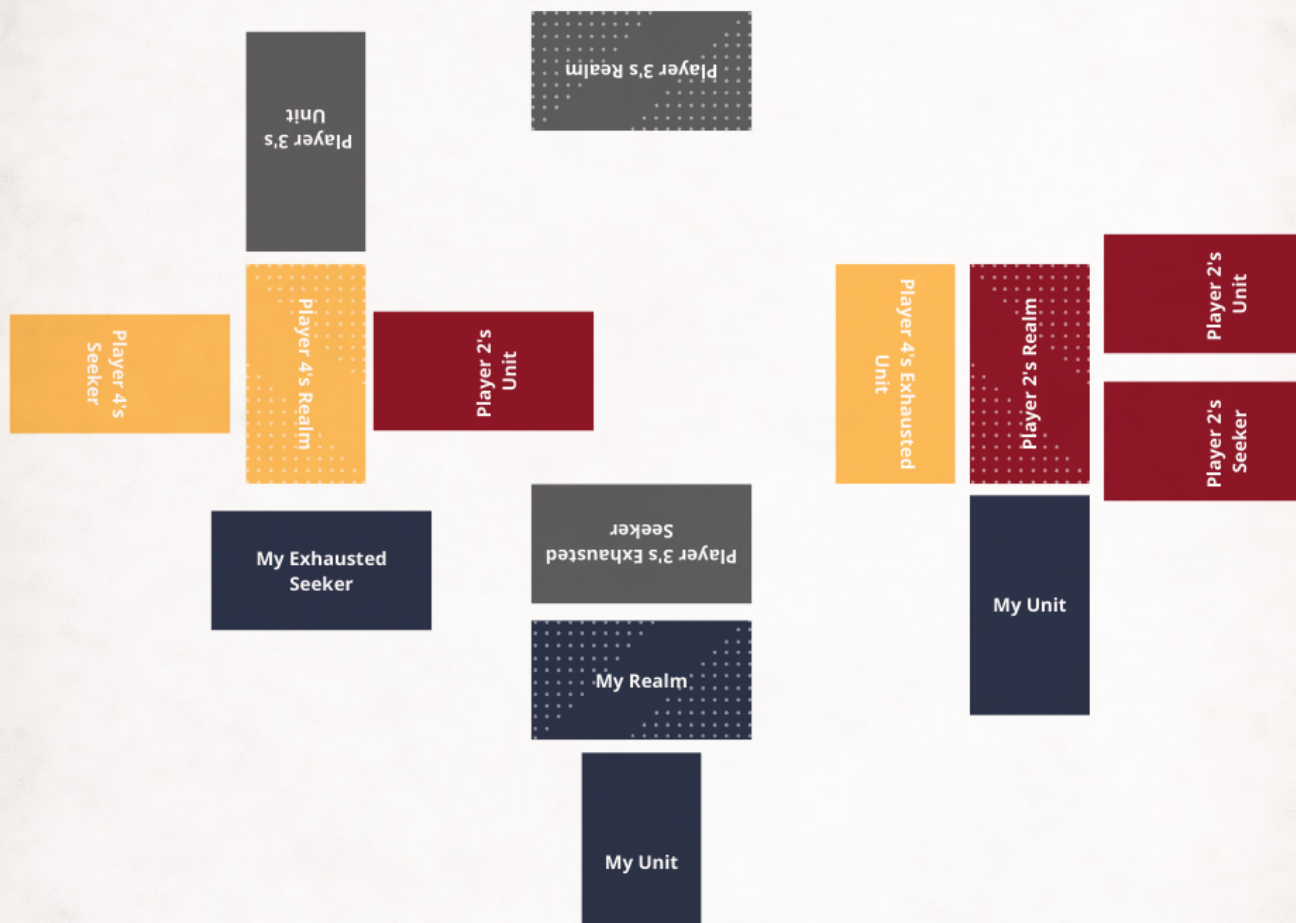 Player 3's Realm
Player 3's
Unit
Player 4's
Seeker
Player 4's Realm
Player 2's
Unit
Player 4's Exhausted
Unit
Player 2's Realm
Player 2's
Unit
Player 2's
Seeker
My Exhausted
Seeker
Player 3's Exhausted
Seeker
My Unit
My Realm
My Unit